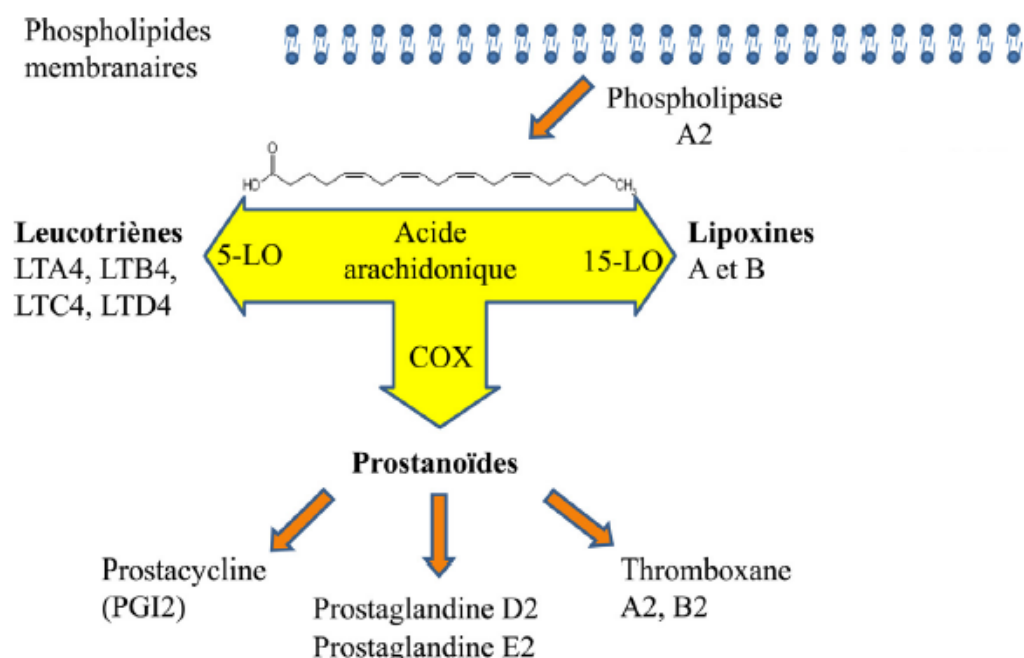 Phospholipides
membranaires
Phospholipase
A2
O
HO
CH3
Leucotriènes
LTA4, LTB4,
LTC4, LTD4
5-LO
Acide
arachidonique
15-LO
Lipoxines
A et B
COX
Prostanoïdes
Prostacycline
(PGI2)
Prostaglandine D2
Prostaglandine E2
Thromboxane
A2, B2